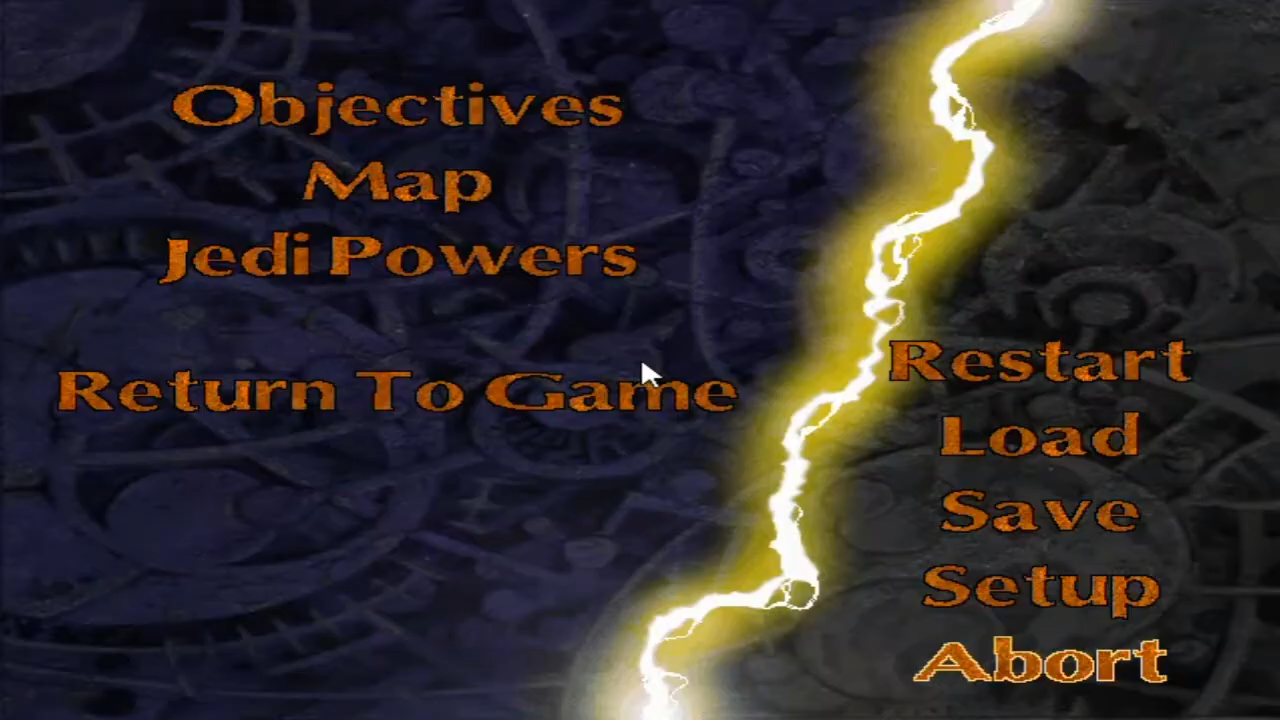 Objectives
Map
Jedi Powers
Return To Game
Restart
Load
Save
Setup
Abort